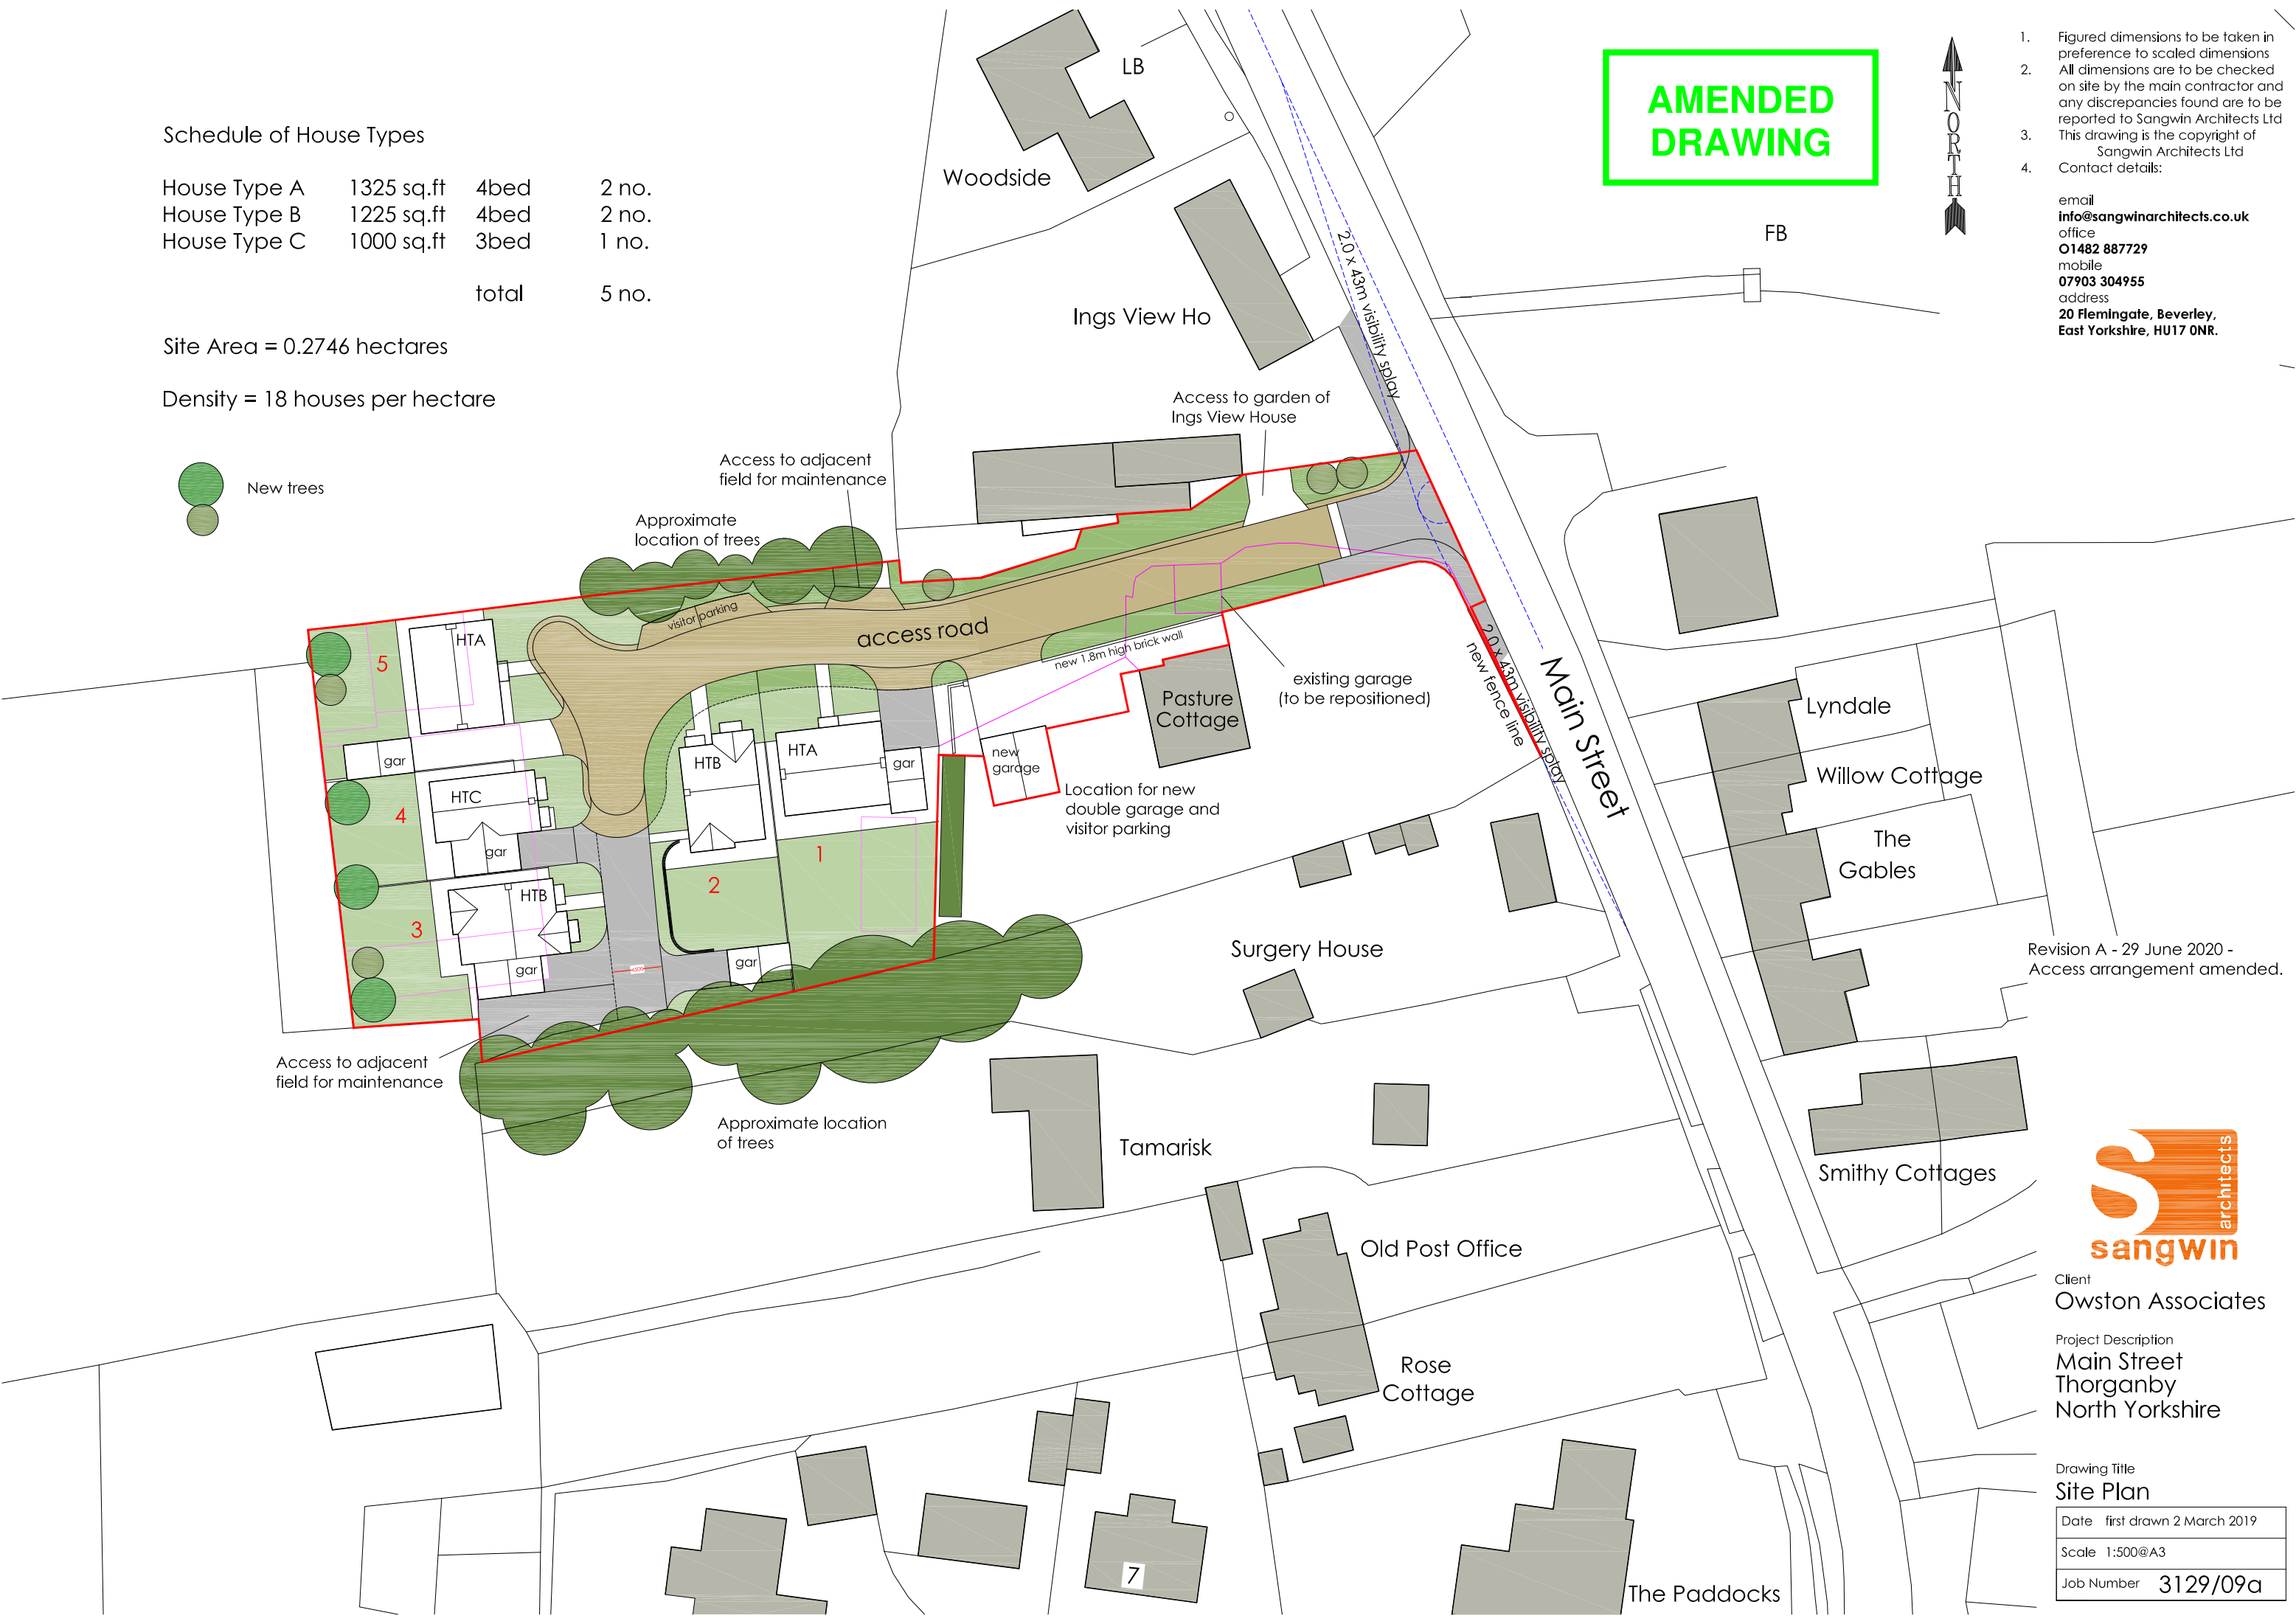 Schedule of House Types
House Type A 1325 sq.ft 4bed 2 no.
House Type B 1225 sq.ft 4bed 2 no.
House Type C 1000 sq.ft 3bed 1 no.
total 5 no.
Site Area = 0.2746 hectares
Density = 18 houses per hectare
New trees
AMENDED
DRAWING
NORTH
1. Figured dimensions to be taken in
preference to scaled dimensions
2. All dimensions are to be checked
on site by the main contractor and
any discrepancies found are to be
reported to Sangwin Architects Ltd
3. This drawing is the copyright of
Sangwin Architects Ltd
4. Contact details:
email
info@sangwinarchitects.co.uk
office
O1482 887729
mobile
07903 304955
address
20 Flemingate, Beverley,
East Yorkshire, HU17 0NR.
LB
Woodside
FB
Ings View Ho
2.0 x 43m visibility splay
Access to garden of
Ings View House
Access to adjacent
field for maintenance
Approximate
location of trees
visitor parking
access road
new 1.8m high brick wall
existing garage
(to be repositioned)
Pasture
Cottage
2.0 x 43m visibility splay
new fence line
Main Street
new
garage
Location for new
double garage and
visitor parking
5
HTA
gar
4
HTC
gar
3
HTB
gar
HTB
2
gar
HTA
gar
1
4500
Access to adjacent
field for maintenance
Approximate location
of trees
Lyndale
Willow Cottage
The
Gables
Surgery House
Tamarisk
Smithy Cottages
Old Post Office
Rose
Cottage
7
The Paddocks
Revision A - 29 June 2020 -
Access arrangement amended.
S
architects
sangwin
Client
Owston Associates
Project Description
Main Street
Thorganby
North Yorkshire
Drawing Title
Site Plan
Date first drawn 2 March 2019
Scale 1:500@A3
Job Number 3129/09a